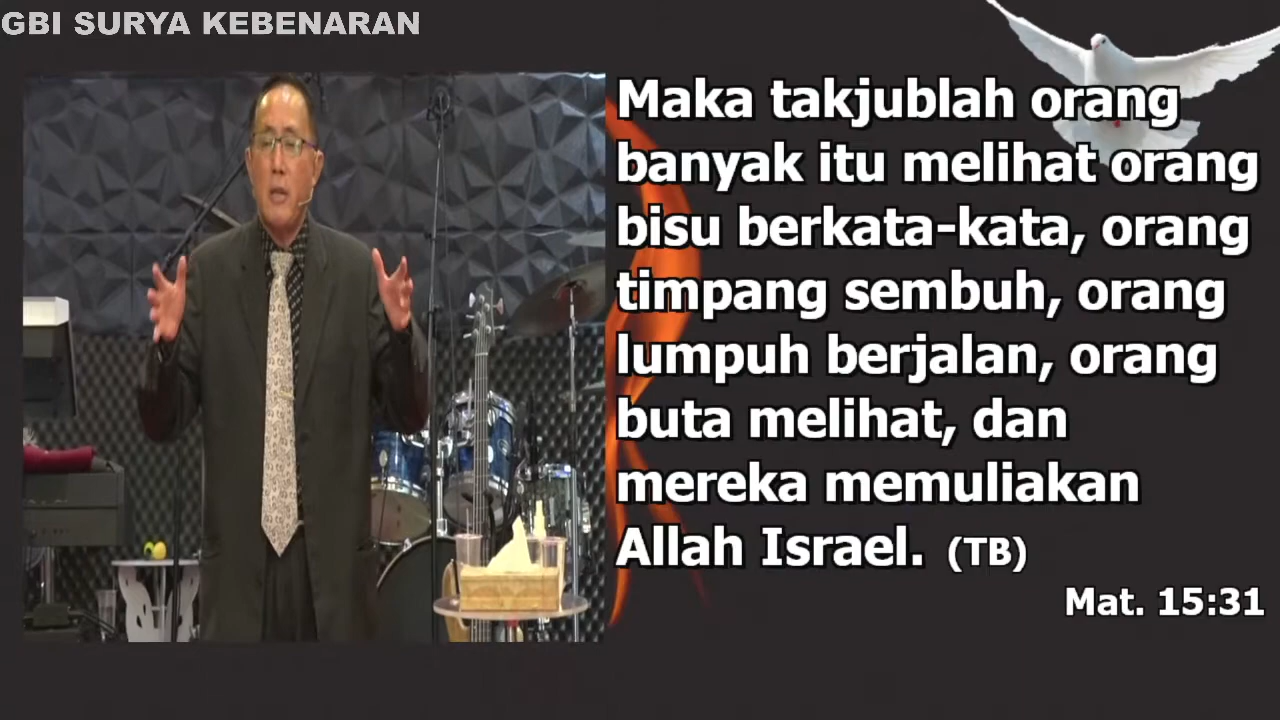 GBI SURYA KEBENARAN
Maka takjublah orang
banyak itu melihat orang
bisu berkata-kata, orang
timpang sembuh, orang
lumpuh berjalan, orang
buta melihat, dan
mereka memuliakan
Allah Israel. (TB)
Mat. 15:31